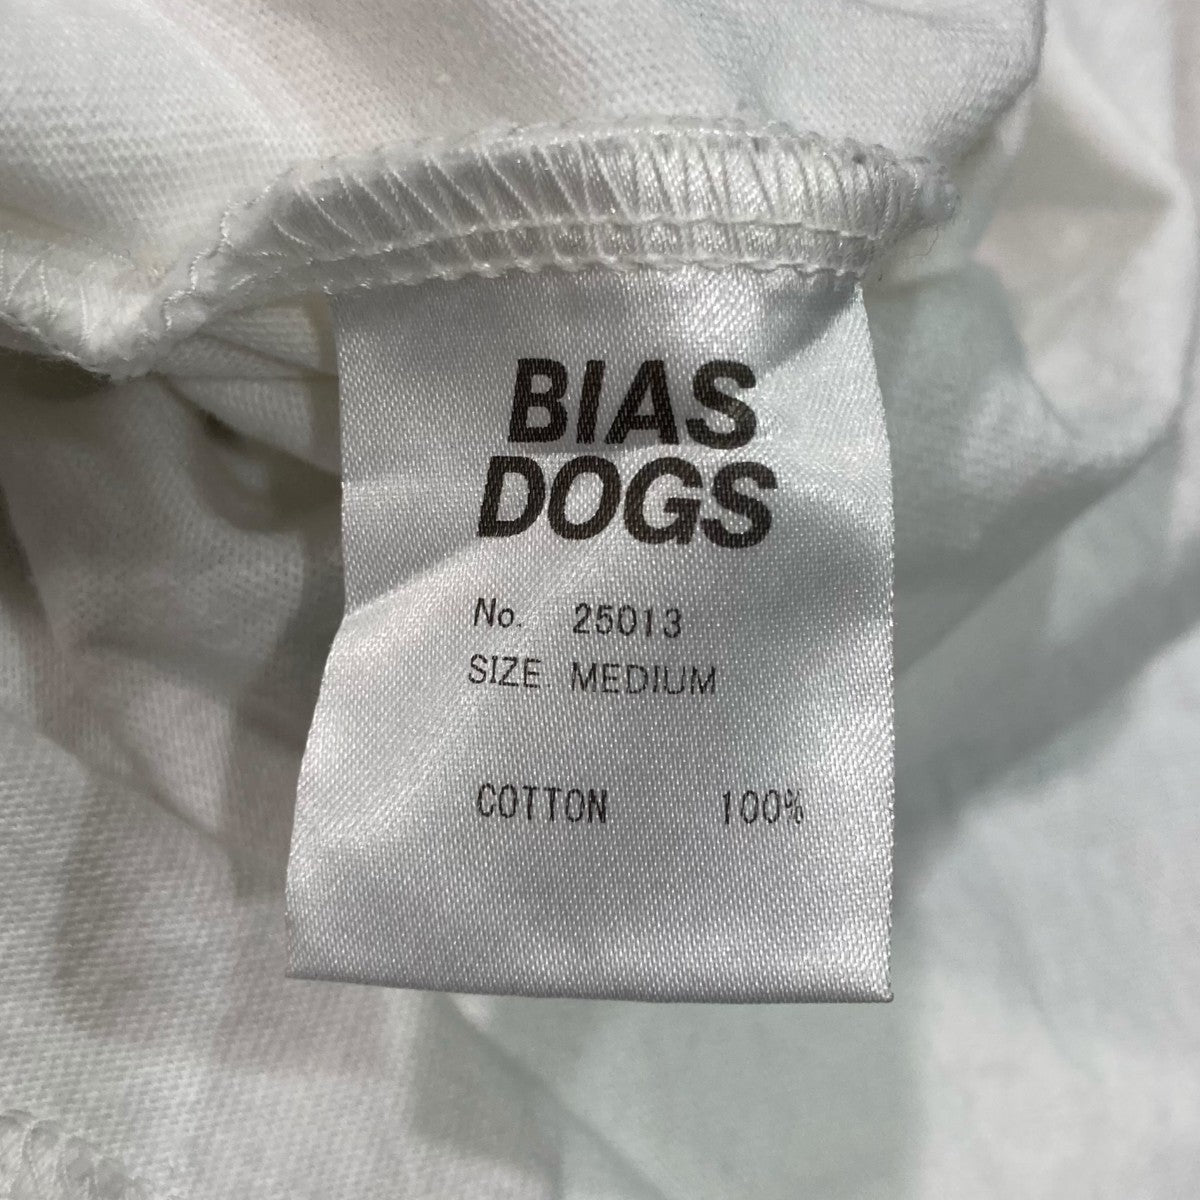 BIAS
DOGS
No. 25013
SIZE MEDIUM
COTTON 100%